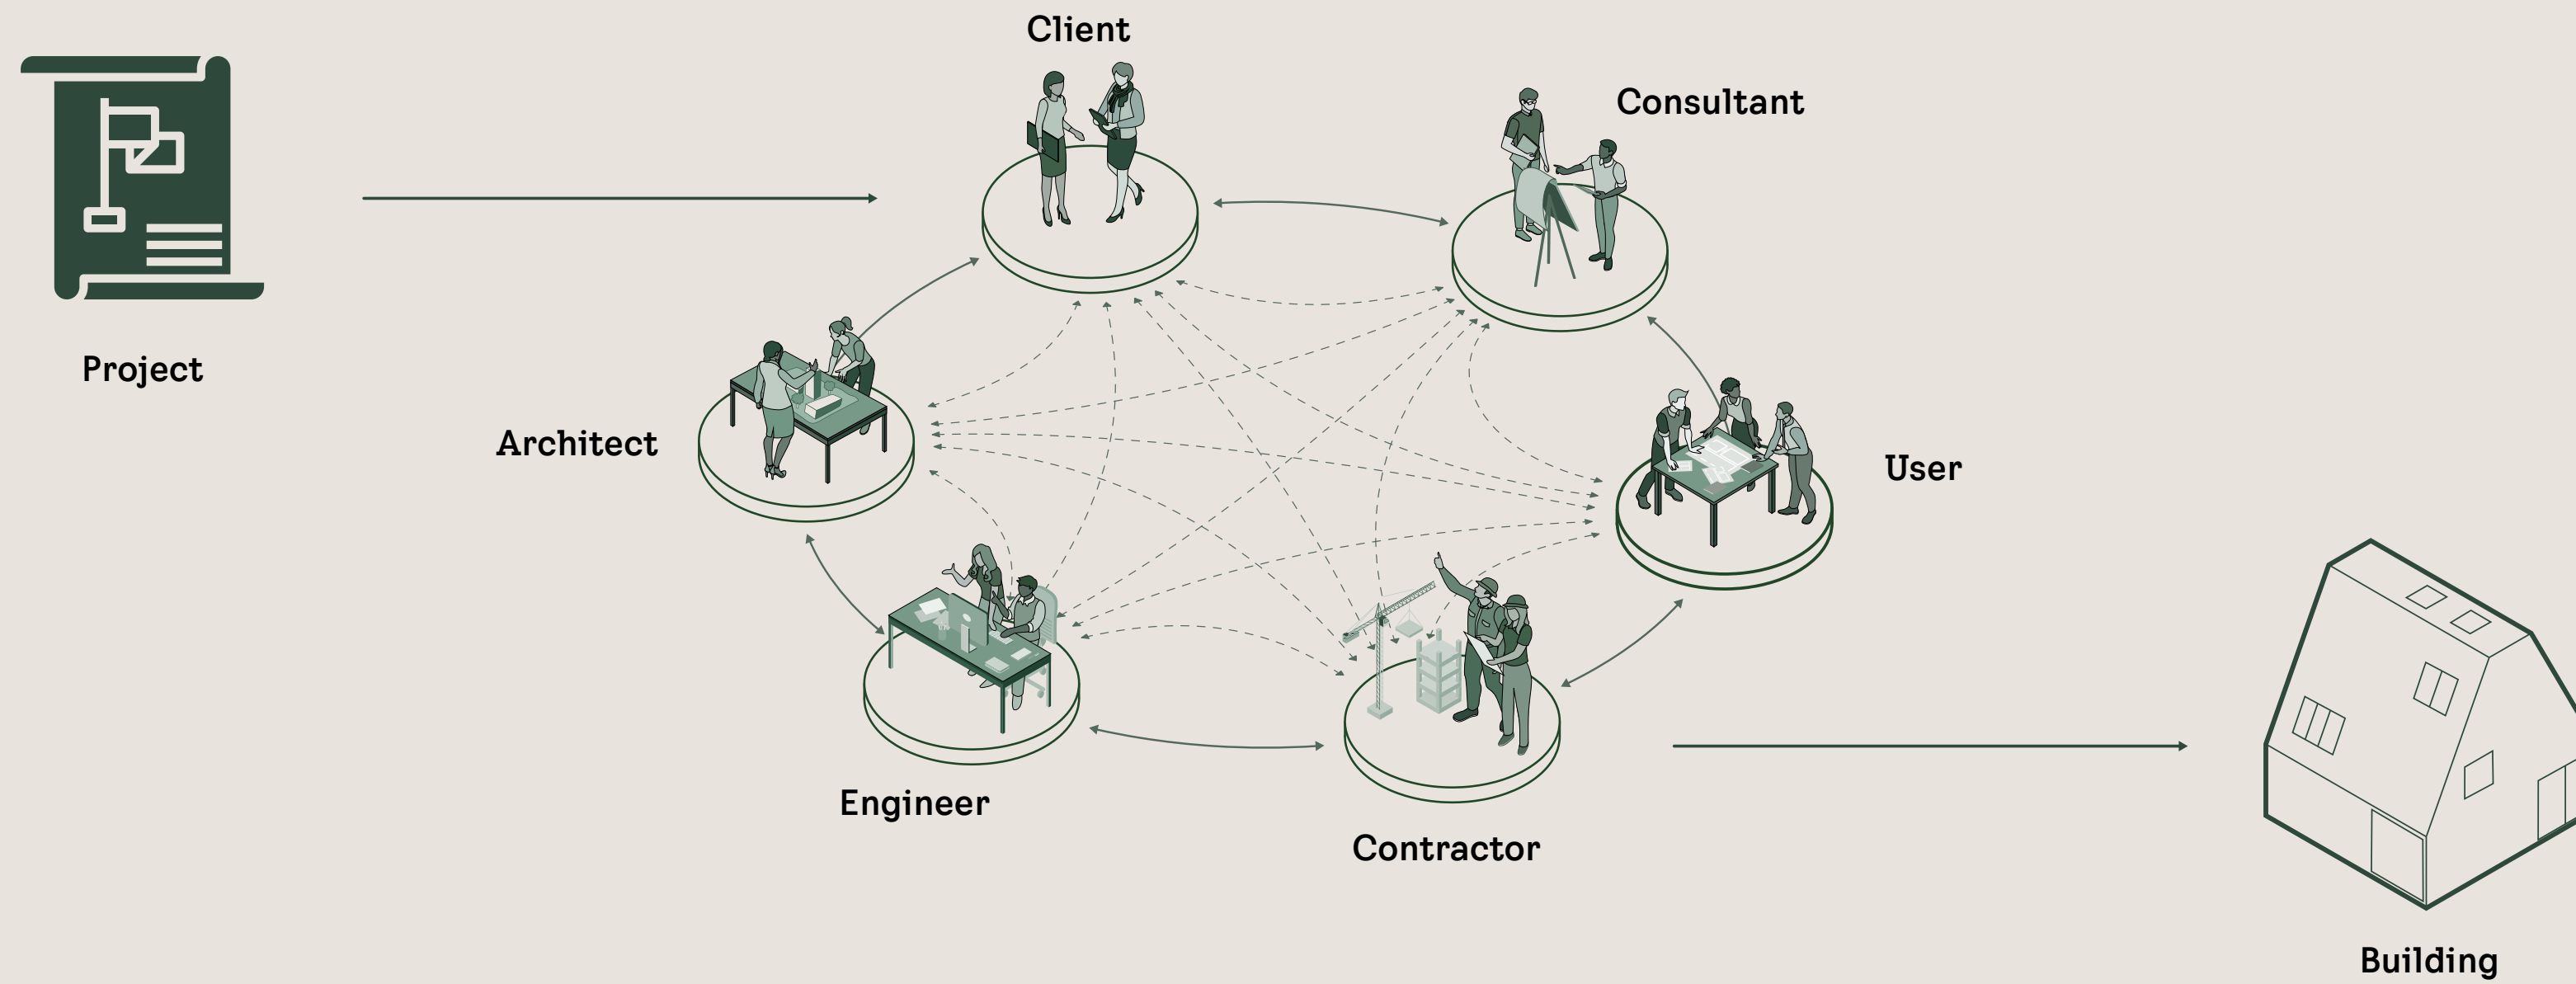 Client
Consultant
Project
Architect
User
Engineer
Contractor
Building